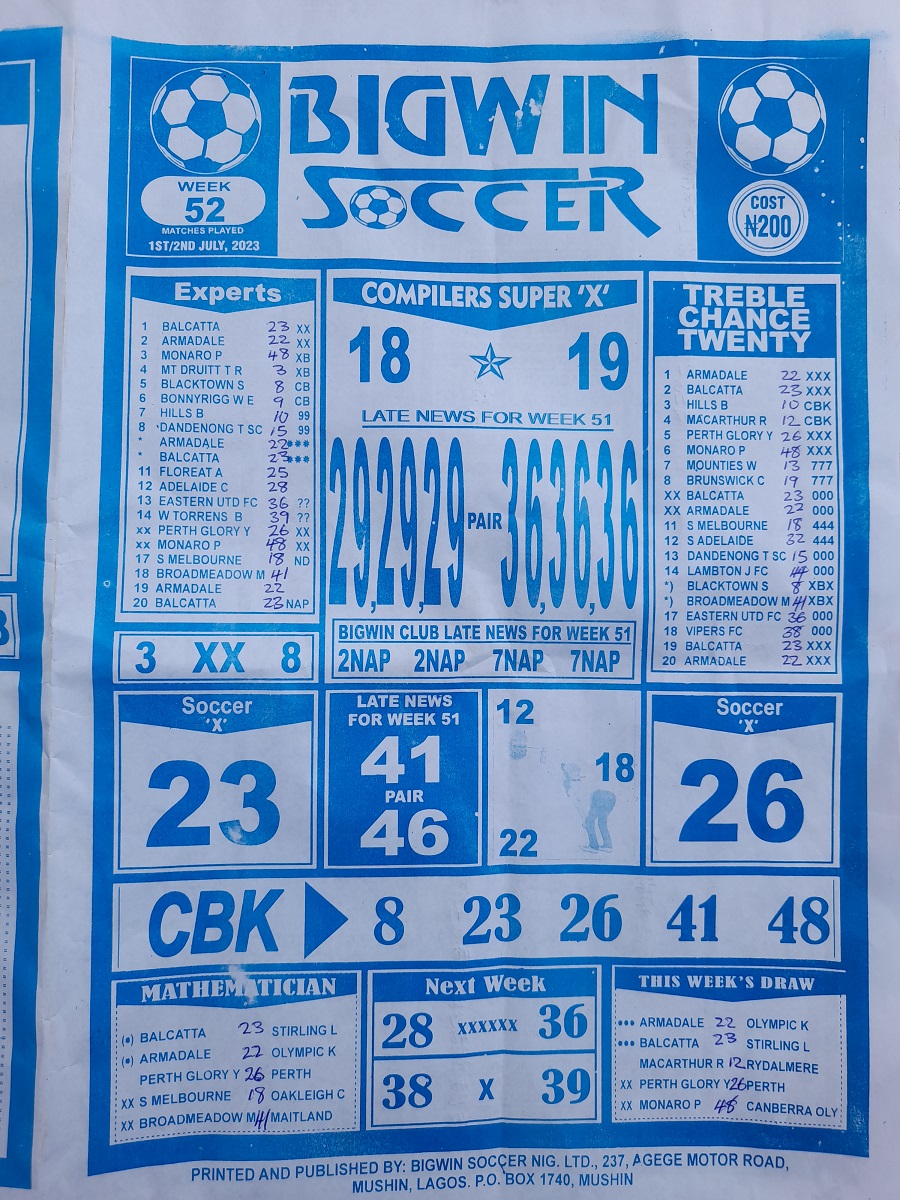 BIGWIN
SOCCER
WEEK
52
MATCHES PLAYED
1ST/2ND JULY, 2023
COST
₦200
Experts
1 BALCATTA 23 XX
2 ARMADALE 22 XX
3 MONARO P 48 XB
4 MT DRUITT T R 3 XB
5 BLACKTOWN S 8 CB
6 BONNYRIGG W E 9 CB
7 HILLS B 10 99
8 DANDENONG T SC 15 99
* ARMADALE 22 ***
* BALCATTA 23 ***
11 FLOREAT A 25
12 ADELAIDE C 28
13 EASTERN UTD FC 36 ??
14 W TORRENS B 39 ??
xx PERTH GLORY Y 26 XX
xx MONARO P 48 XX
17 S MELBOURNE 18 ND
18 BROADMEADOW M 41
19 ARMADALE 22
20 BALCATTA 23 NAP
3 XX 8
COMPILERS SUPER 'X'
18 19
LATE NEWS FOR WEEK 51
29,29,29 PAIR 36,36,36
BIGWIN CLUB LATE NEWS FOR WEEK 51
2NAP 2NAP 7NAP 7NAP
TREBLE
CHANCE
TWENTY
1 ARMADALE 22 XXX
2 BALCATTA 23 XXX
3 HILLS B 10 CBK
4 MACARTHUR R 12 CBK
5 PERTH GLORY Y 26 XXX
6 MONARO P 48 XXX
7 MOUNTIES W 13 777
8 BRUNSWICK C 19 777
XX BALCATTA 23 000
XX ARMADALE 22 000
11 S MELBOURNE 18 444
12 S ADELAIDE 32 444
13 DANDENONG T SC 15 000
14 LAMBTON J FC 000
*) BLACKTOWN S 8 XBX
*) BROADMEADOW M 41 XBX
17 EASTERN UTD FC 36 000
18 VIPERS FC 38 000
19 BALCATTA 23 XXX
20 ARMADALE 22 XXX
Soccer
'X'
23
LATE NEWS
FOR WEEK 51
41
PAIR
46
12
18
22
Soccer
'X'
26
CBK 8 23 26 41 48
MATHEMATICIAN
(•) BALCATTA 23 STIRLING L
(•) ARMADALE 22 OLYMPIC K
PERTH GLORY Y 26 PERTH
XX S MELBOURNE 18 OAKLEIGH C
XX BROADMEADOW M 41 MAITLAND
Next Week
28 XXXXXX 36
38 X 39
THIS WEEK'S DRAW
••• ARMADALE 22 OLYMPIC K
••• BALCATTA 23 STIRLING L
MACARTHUR R 12 RYDALMERE
XX PERTH GLORY Y 26 PERTH
XX MONARO P 48 CANBERRA OLY
PRINTED AND PUBLISHED BY: BIGWIN SOCCER NIG. LTD., 237, AGEGE MOTOR ROAD,
MUSHIN, LAGOS. P.O. BOX 1740, MUSHIN